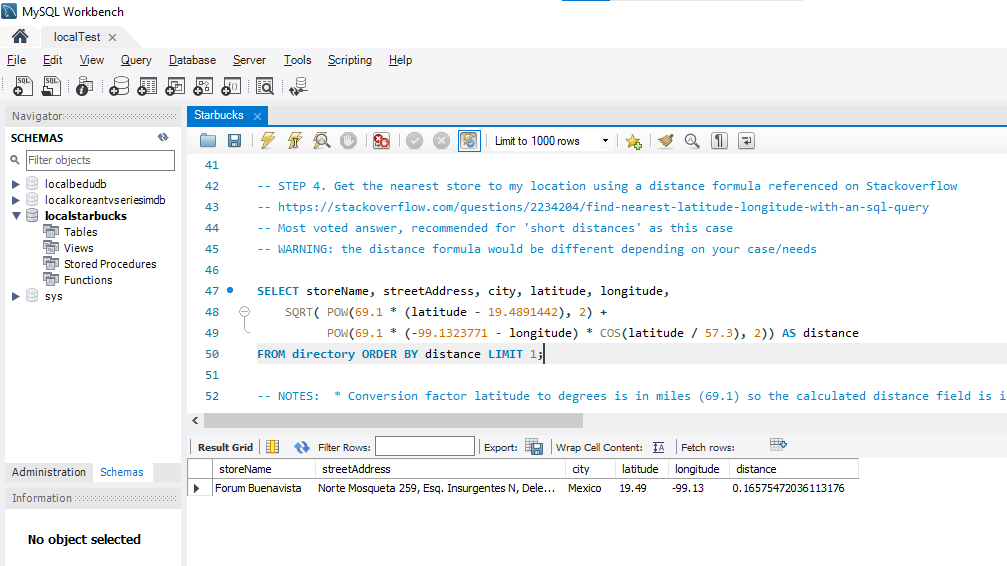 MySQL Workbench
localTest
File Edit View Query Database Server Tools Scripting Help
Navigator
SCHEMAS
Filter objects
localbedudb
localkoreantvseriesimdb
localstarbucks
Tables
Views
Stored Procedures
Functions
sys
Administration Schemas
Information
No object selected
Starbucks
Limit to 1000 rows
41
42 -- STEP 4. Get the nearest store to my location using a distance formula referenced on Stackoverflow
43 -- https://stackoverflow.com/questions/2234204/find-nearest-latitude-longitude-with-an-sql-query
44 -- Most voted answer, recommended for 'short distances' as this case
45 -- WARNING: the distance formula would be different depending on your case/needs
46
47 SELECT storeName, streetAddress, city, latitude, longitude,
48 SQRT( POW(69.1 * (latitude - 19.4891442), 2) +
49 POW(69.1 * (-99.1323771 - longitude) * COS(latitude / 57.3), 2)) AS distance
50 FROM directory ORDER BY distance LIMIT 1;
51
52 -- NOTES: * Conversion factor latitude to degrees is in miles (69.1) so the calculated distance field is i
Result Grid Filter Rows: Export: Wrap Cell Content: Fetch rows:
storeName streetAddress city latitude longitude distance
Forum Buenavista Norte Mosqueta 259, Esq. Insurgentes N, Dele... Mexico 19.49 -99.13 0.16575472036113176